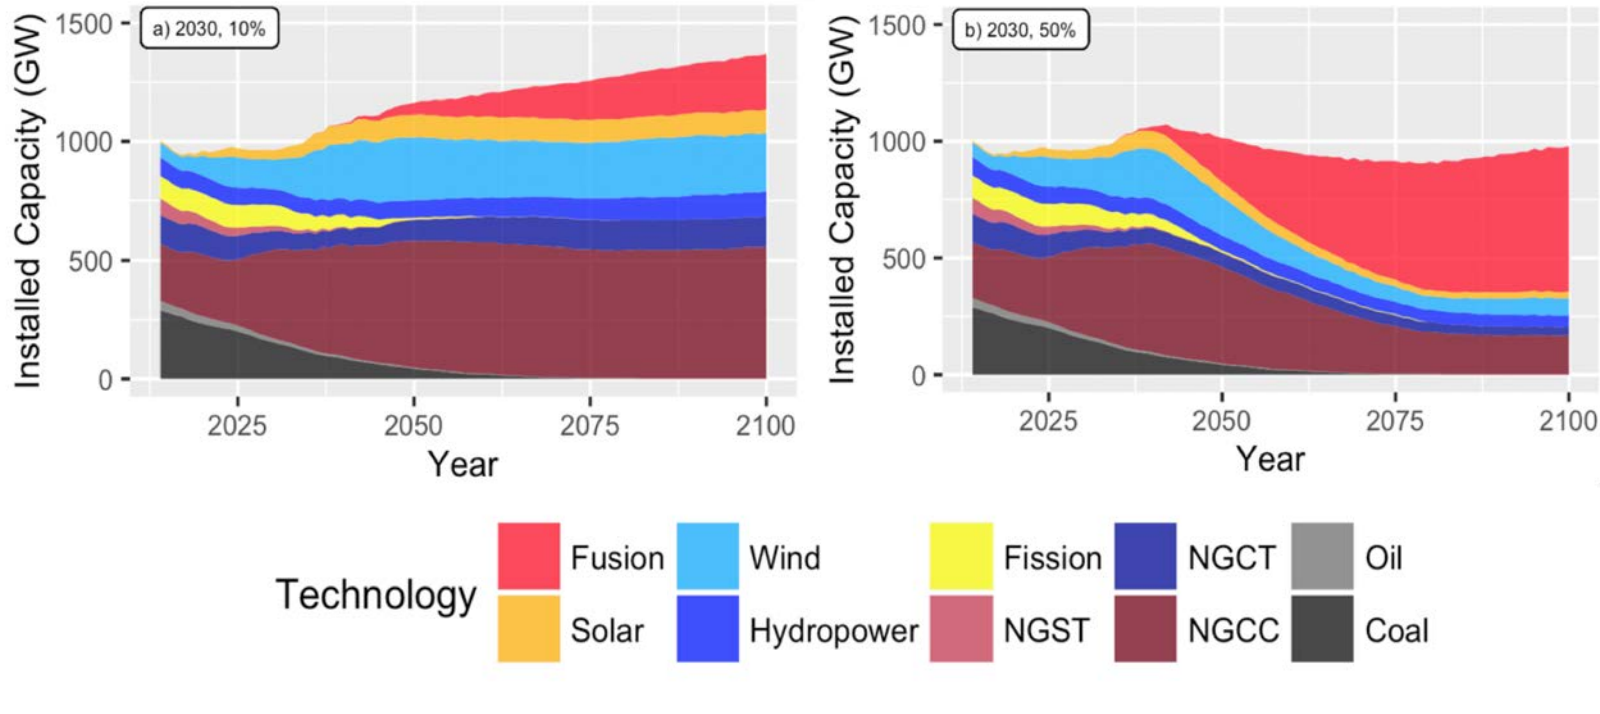 a) 2030, 10%
Installed Capacity (GW)
1500
1000
500
0
2025 2050 2075 2100
Year
b) 2030, 50%
Installed Capacity (GW)
1500
1000
500
0
2025 2050 2075 2100
Year
Technology
Fusion Wind Fission NGCT Oil
Solar Hydropower NGST NGCC Coal